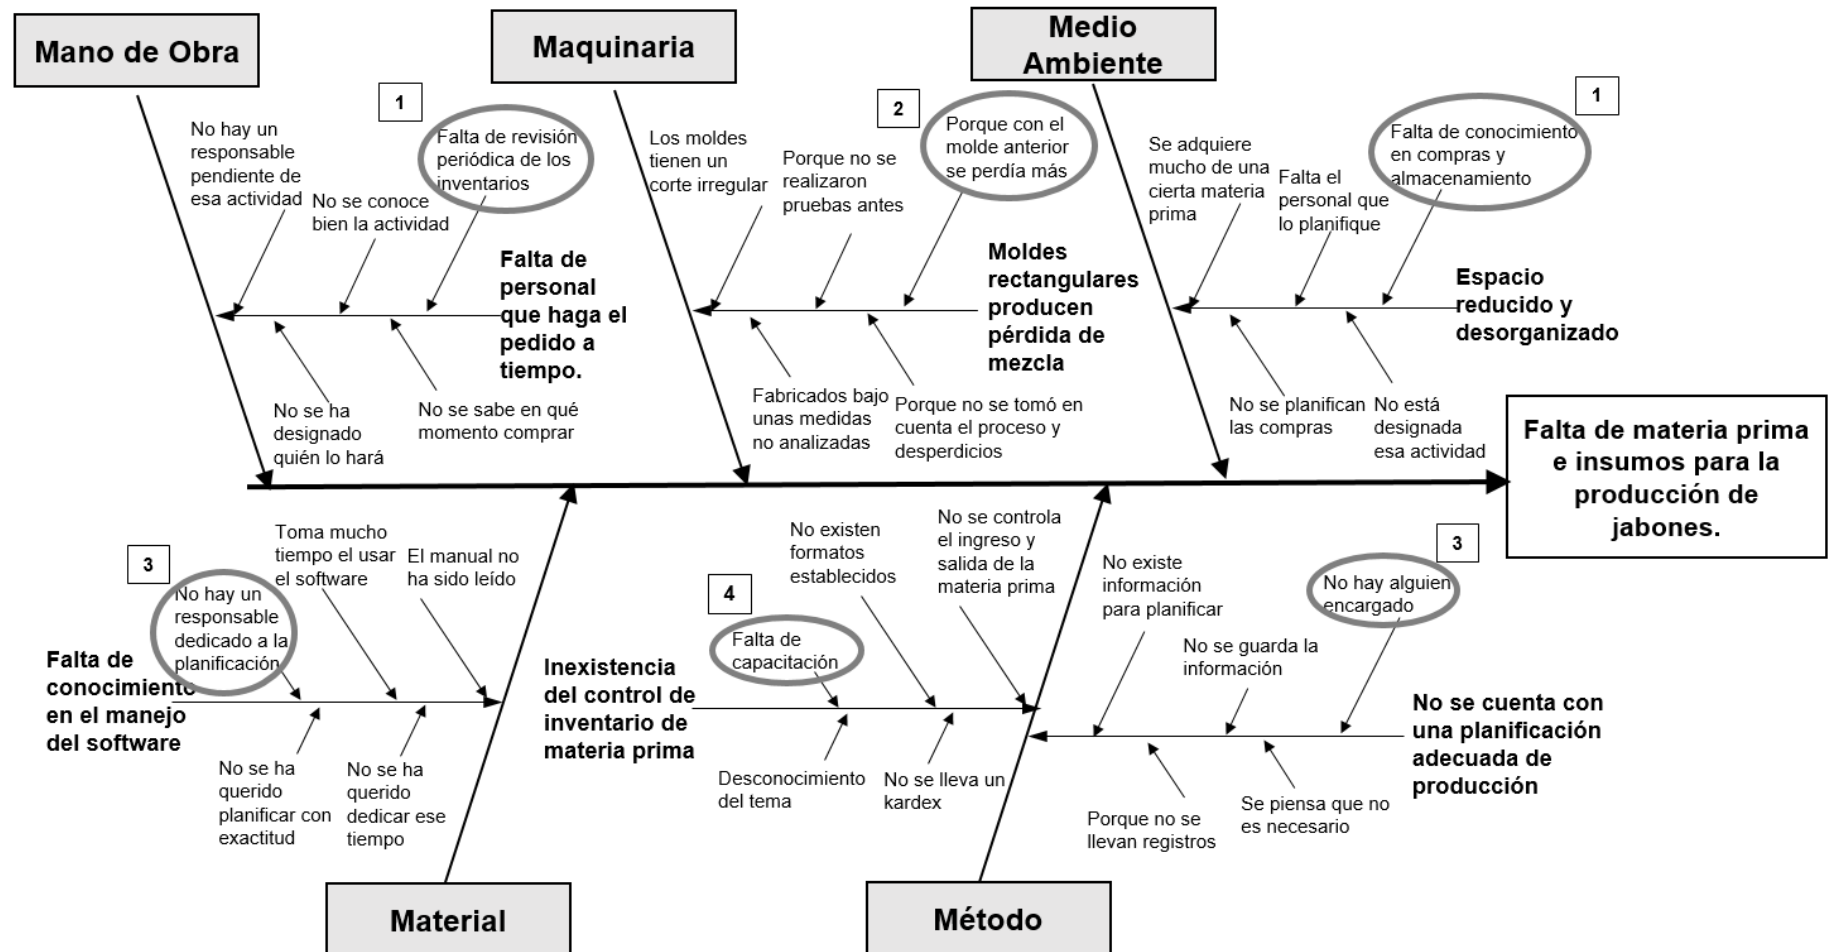 Mano de Obra
Maquinaria
Medio
Ambiente
1
No hay un
responsable
pendiente de
esa actividad
No se conoce
bien la actividad
Falta de revisión
periódica de los
inventarios
Falta de
personal
que haga el
pedido a
tiempo.
No se ha
designado
quién lo hará
No se sabe en qué
momento comprar
2
Los moldes
tienen un
corte irregular
Porque no se
realizaron
pruebas antes
Porque con el
molde anterior
se perdía más
Moldes
rectangulares
producen
pérdida de
mezcla
Fabricados bajo
unas medidas
no analizadas
Porque no se tomó en
cuenta el proceso y
desperdicios
1
Se adquiere
mucho de una
cierta materia
prima
Falta el
personal que
lo planifique
Falta de conocimiento
en compras y
almacenamiento
Espacio
reducido y
desorganizado
No se planifican
las compras
No está
designada
esa actividad
Falta de materia prima
e insumos para la
producción de
jabones.
3
No hay un
responsable
dedicado a la
planificación
Toma mucho
tiempo el usar
el software
El manual no
ha sido leído
Falta de
conocimiento
en el manejo
del software
No se ha
querido
planificar con
exactitud
No se ha
querido
dedicar ese
tiempo
4
Falta de
capacitación
No existen
formatos
establecidos
No se controla
el ingreso y
salida de la
materia prima
Inexistencia
del control de
inventario de
materia prima
Desconocimiento
del tema
No se lleva un
kardex
3
No existe
información
para planificar
No se guarda la
información
No hay alguien
encargado
No se cuenta con
una planificación
adecuada de
producción
Porque no se
llevan registros
Se piensa que no
es necesario
Material
Método